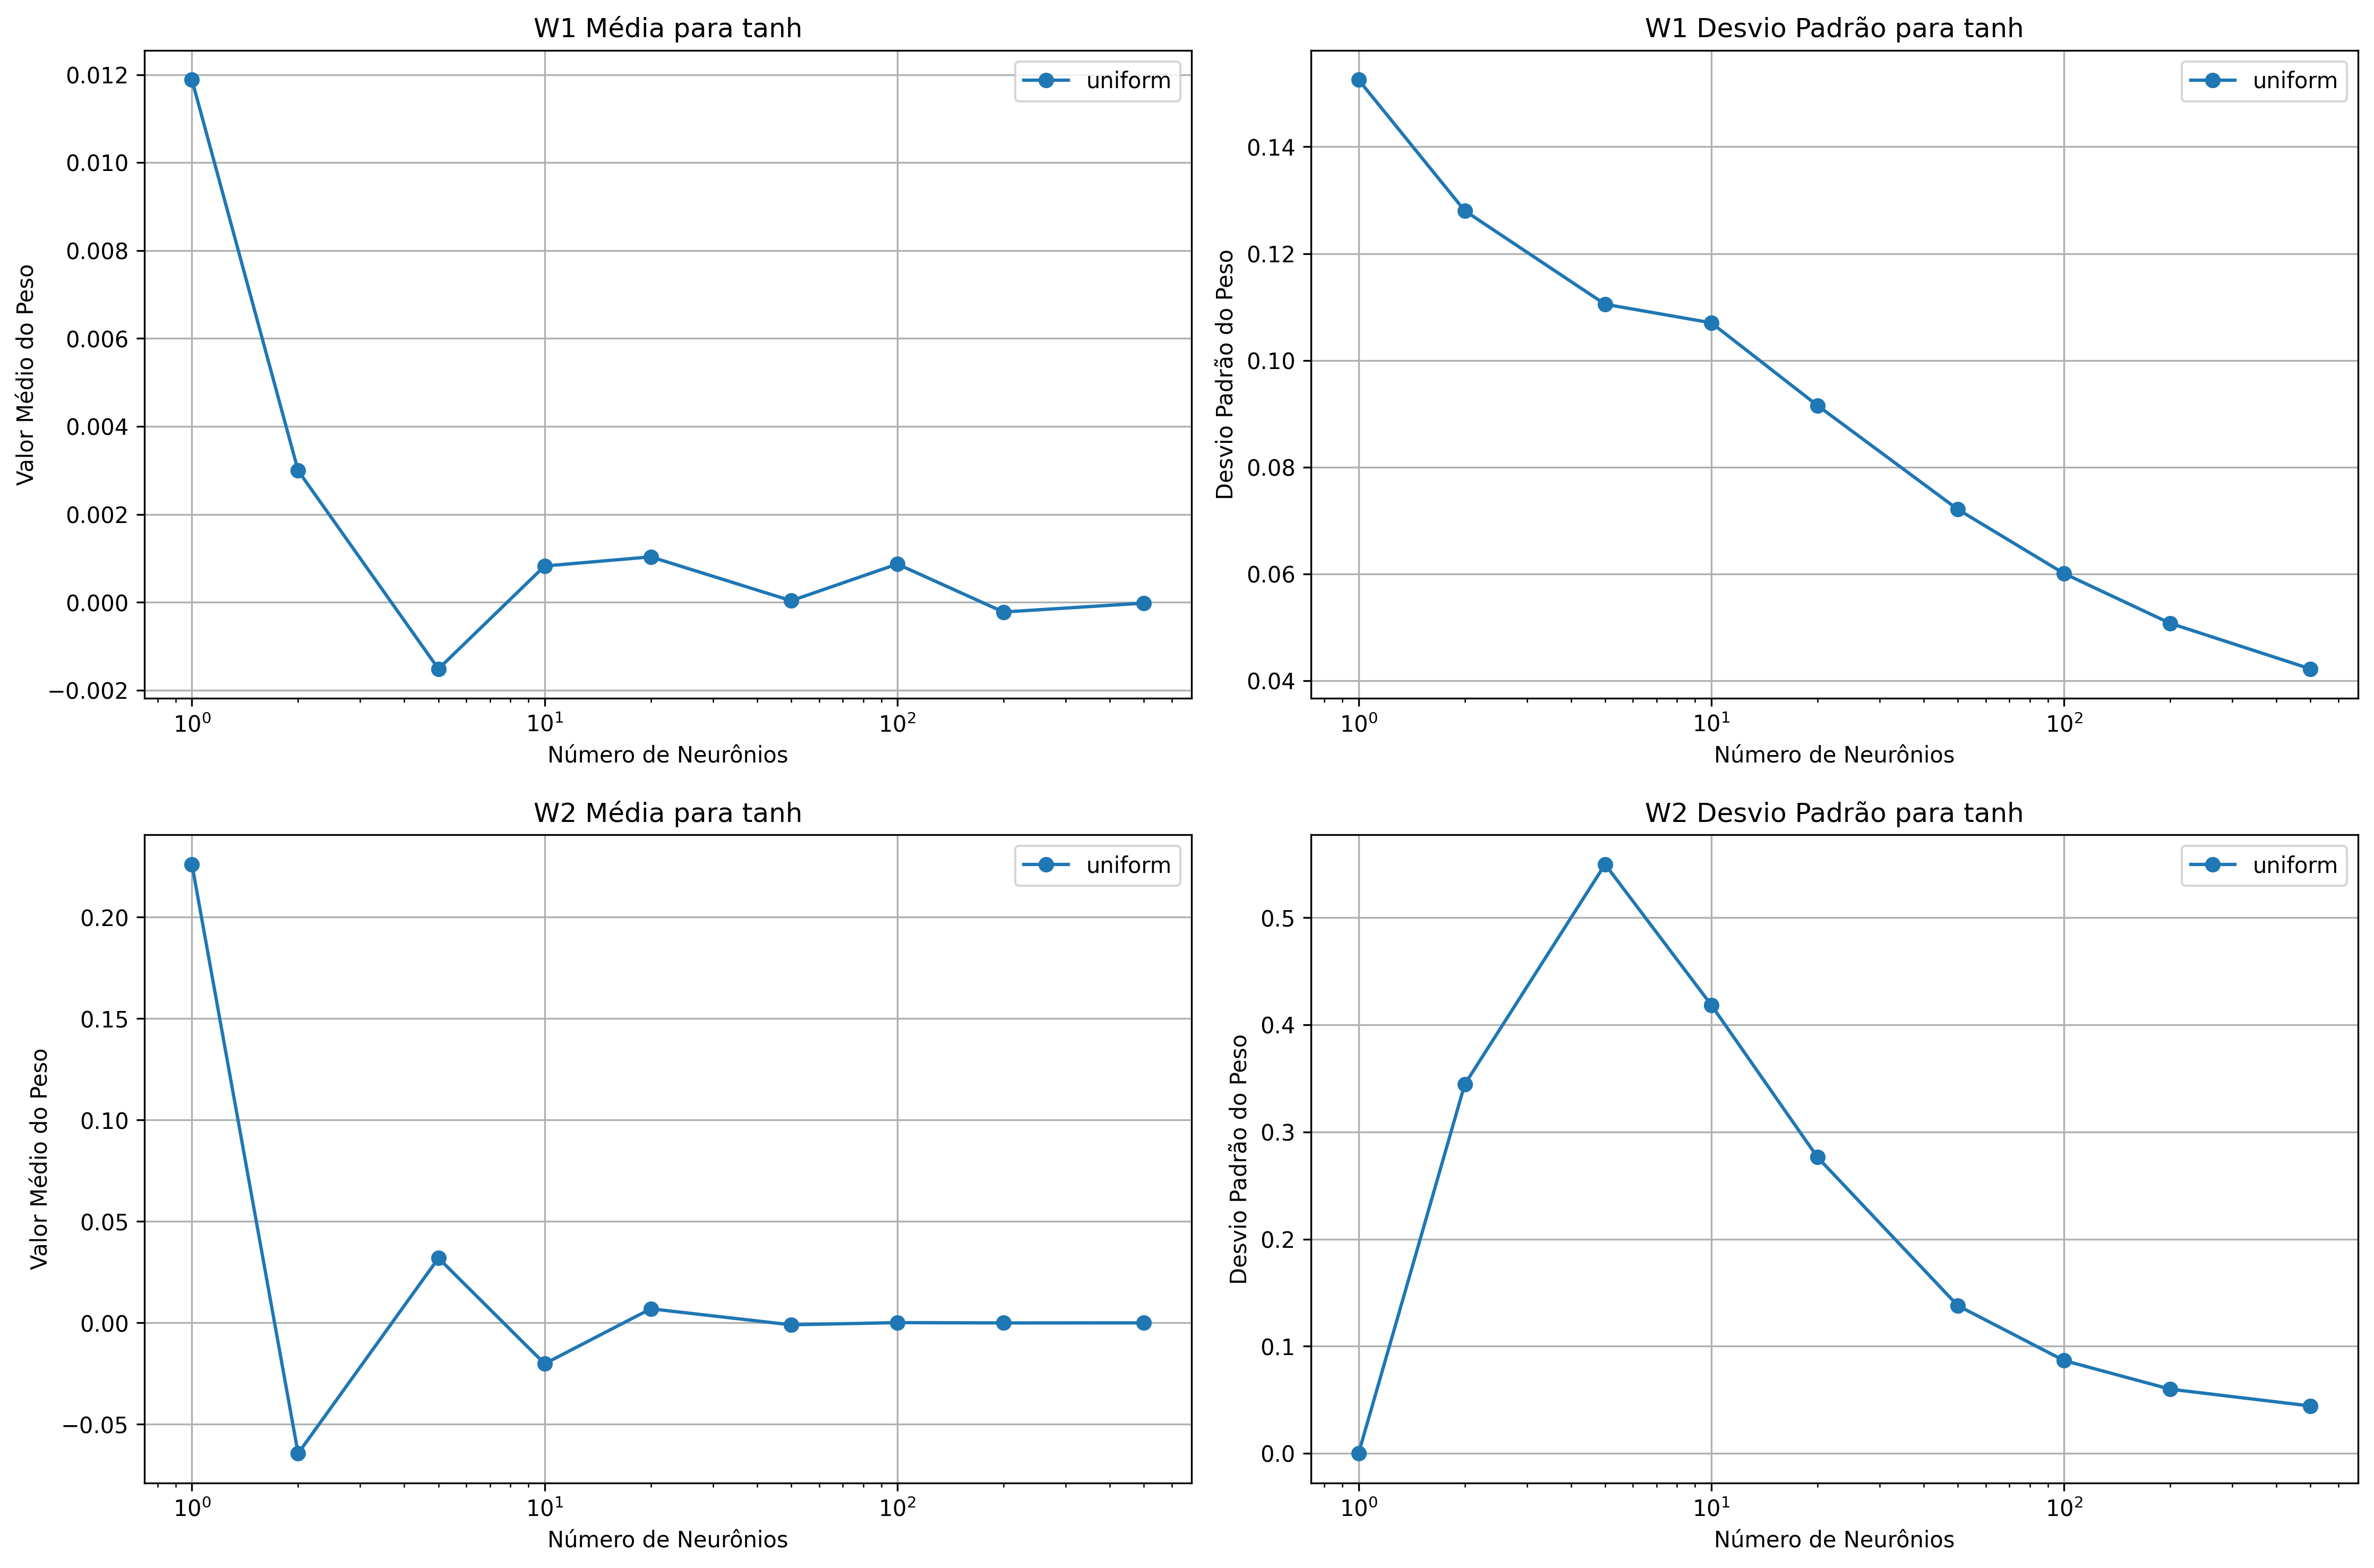 W1 Média para tanh
0.012
0.010
0.008
0.006
0.004
0.002
0.000
−0.002
Valor Médio do Peso
uniform
10⁰
10¹
10²
Número de Neurônios
W1 Desvio Padrão para tanh
0.14
0.12
0.10
0.08
0.06
0.04
Desvio Padrão do Peso
uniform
10⁰
10¹
10²
Número de Neurônios
W2 Média para tanh
0.20
0.15
0.10
0.05
0.00
−0.05
Valor Médio do Peso
uniform
10⁰
10¹
10²
Número de Neurônios
W2 Desvio Padrão para tanh
0.5
0.4
0.3
0.2
0.1
0.0
Desvio Padrão do Peso
uniform
10⁰
10¹
10²
Número de Neurônios